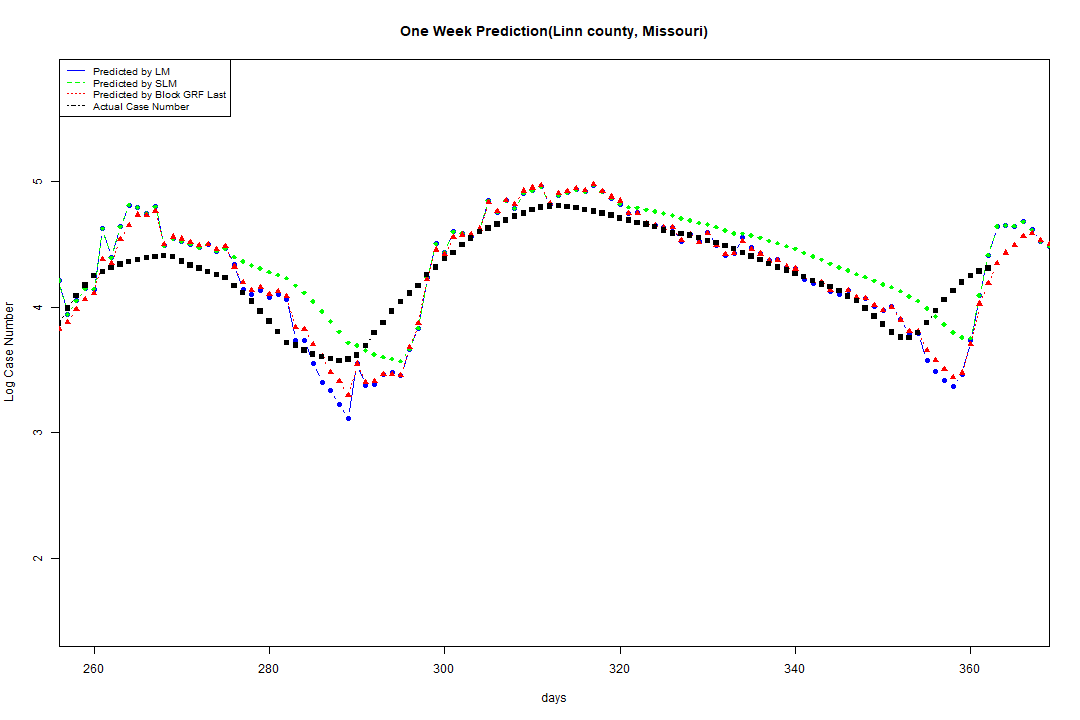 One Week Prediction(Linn county, Missouri)
Predicted by LM
Predicted by SLM
Predicted by Block GRF Last
Actual Case Number
5
4
3
2
Log Case Number
260 280 300 320 340 360
days